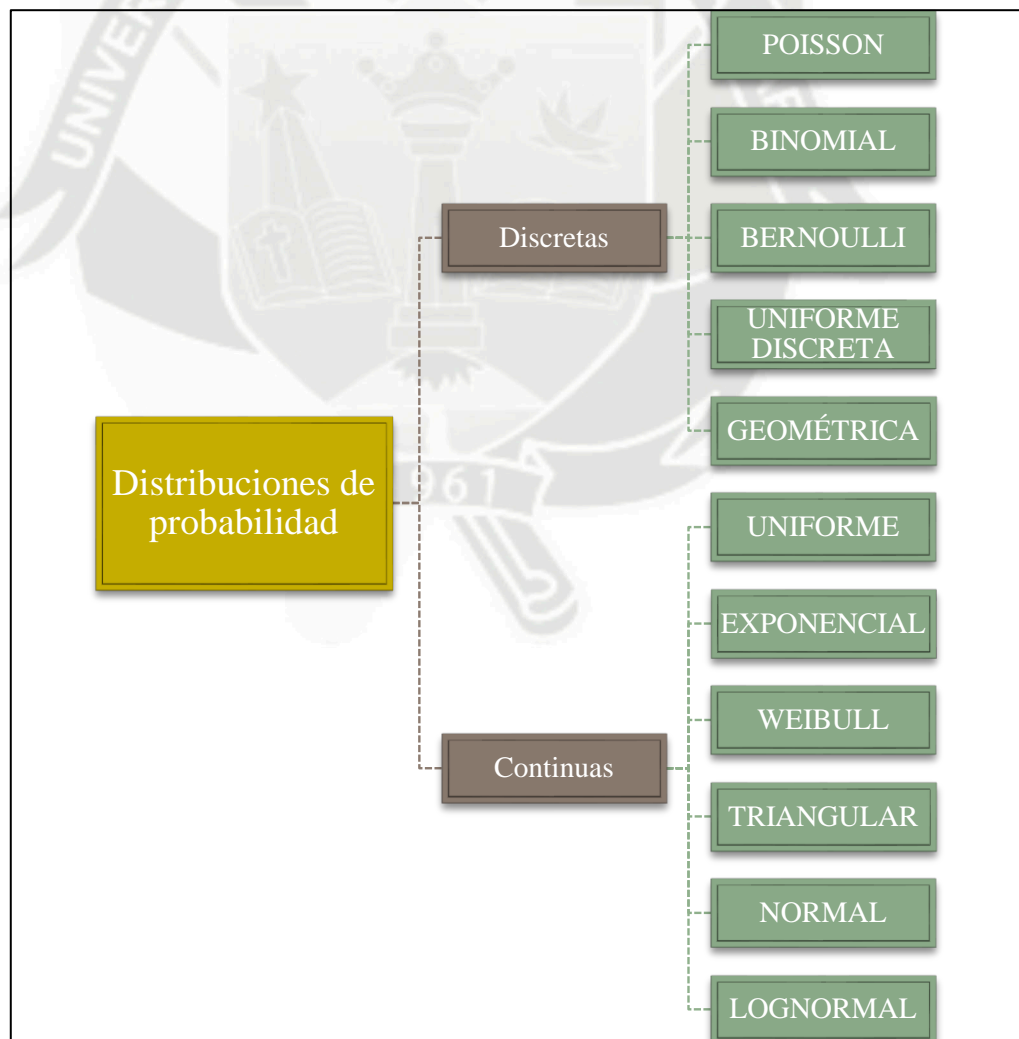 Distribuciones de
probabilidad
Discretas
POISSON
BINOMIAL
BERNOULLI
UNIFORME
DISCRETA
GEOMÉTRICA
Continuas
UNIFORME
EXPONENCIAL
WEIBULL
TRIANGULAR
NORMAL
LOGNORMAL